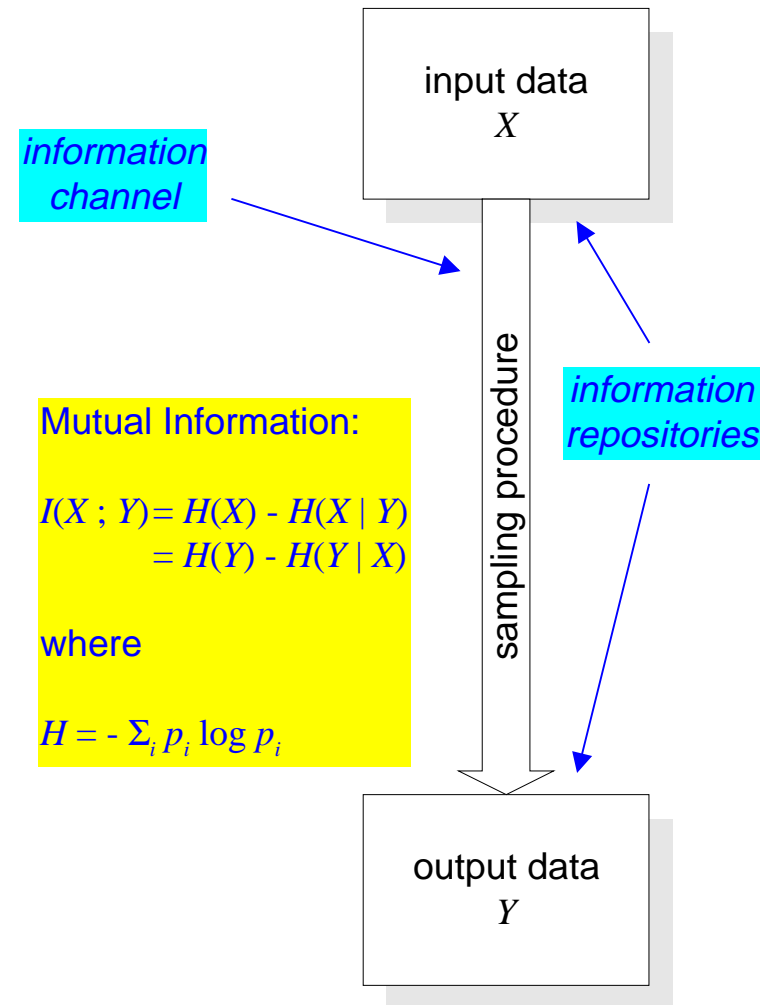 input data
X
information
channel
sampling procedure
information
repositories
Mutual Information:
I(X ; Y)= H(X) - H(X | Y)
= H(Y) - H(Y | X)
where
H = - Σᵢ pᵢ log pᵢ
output data
Y